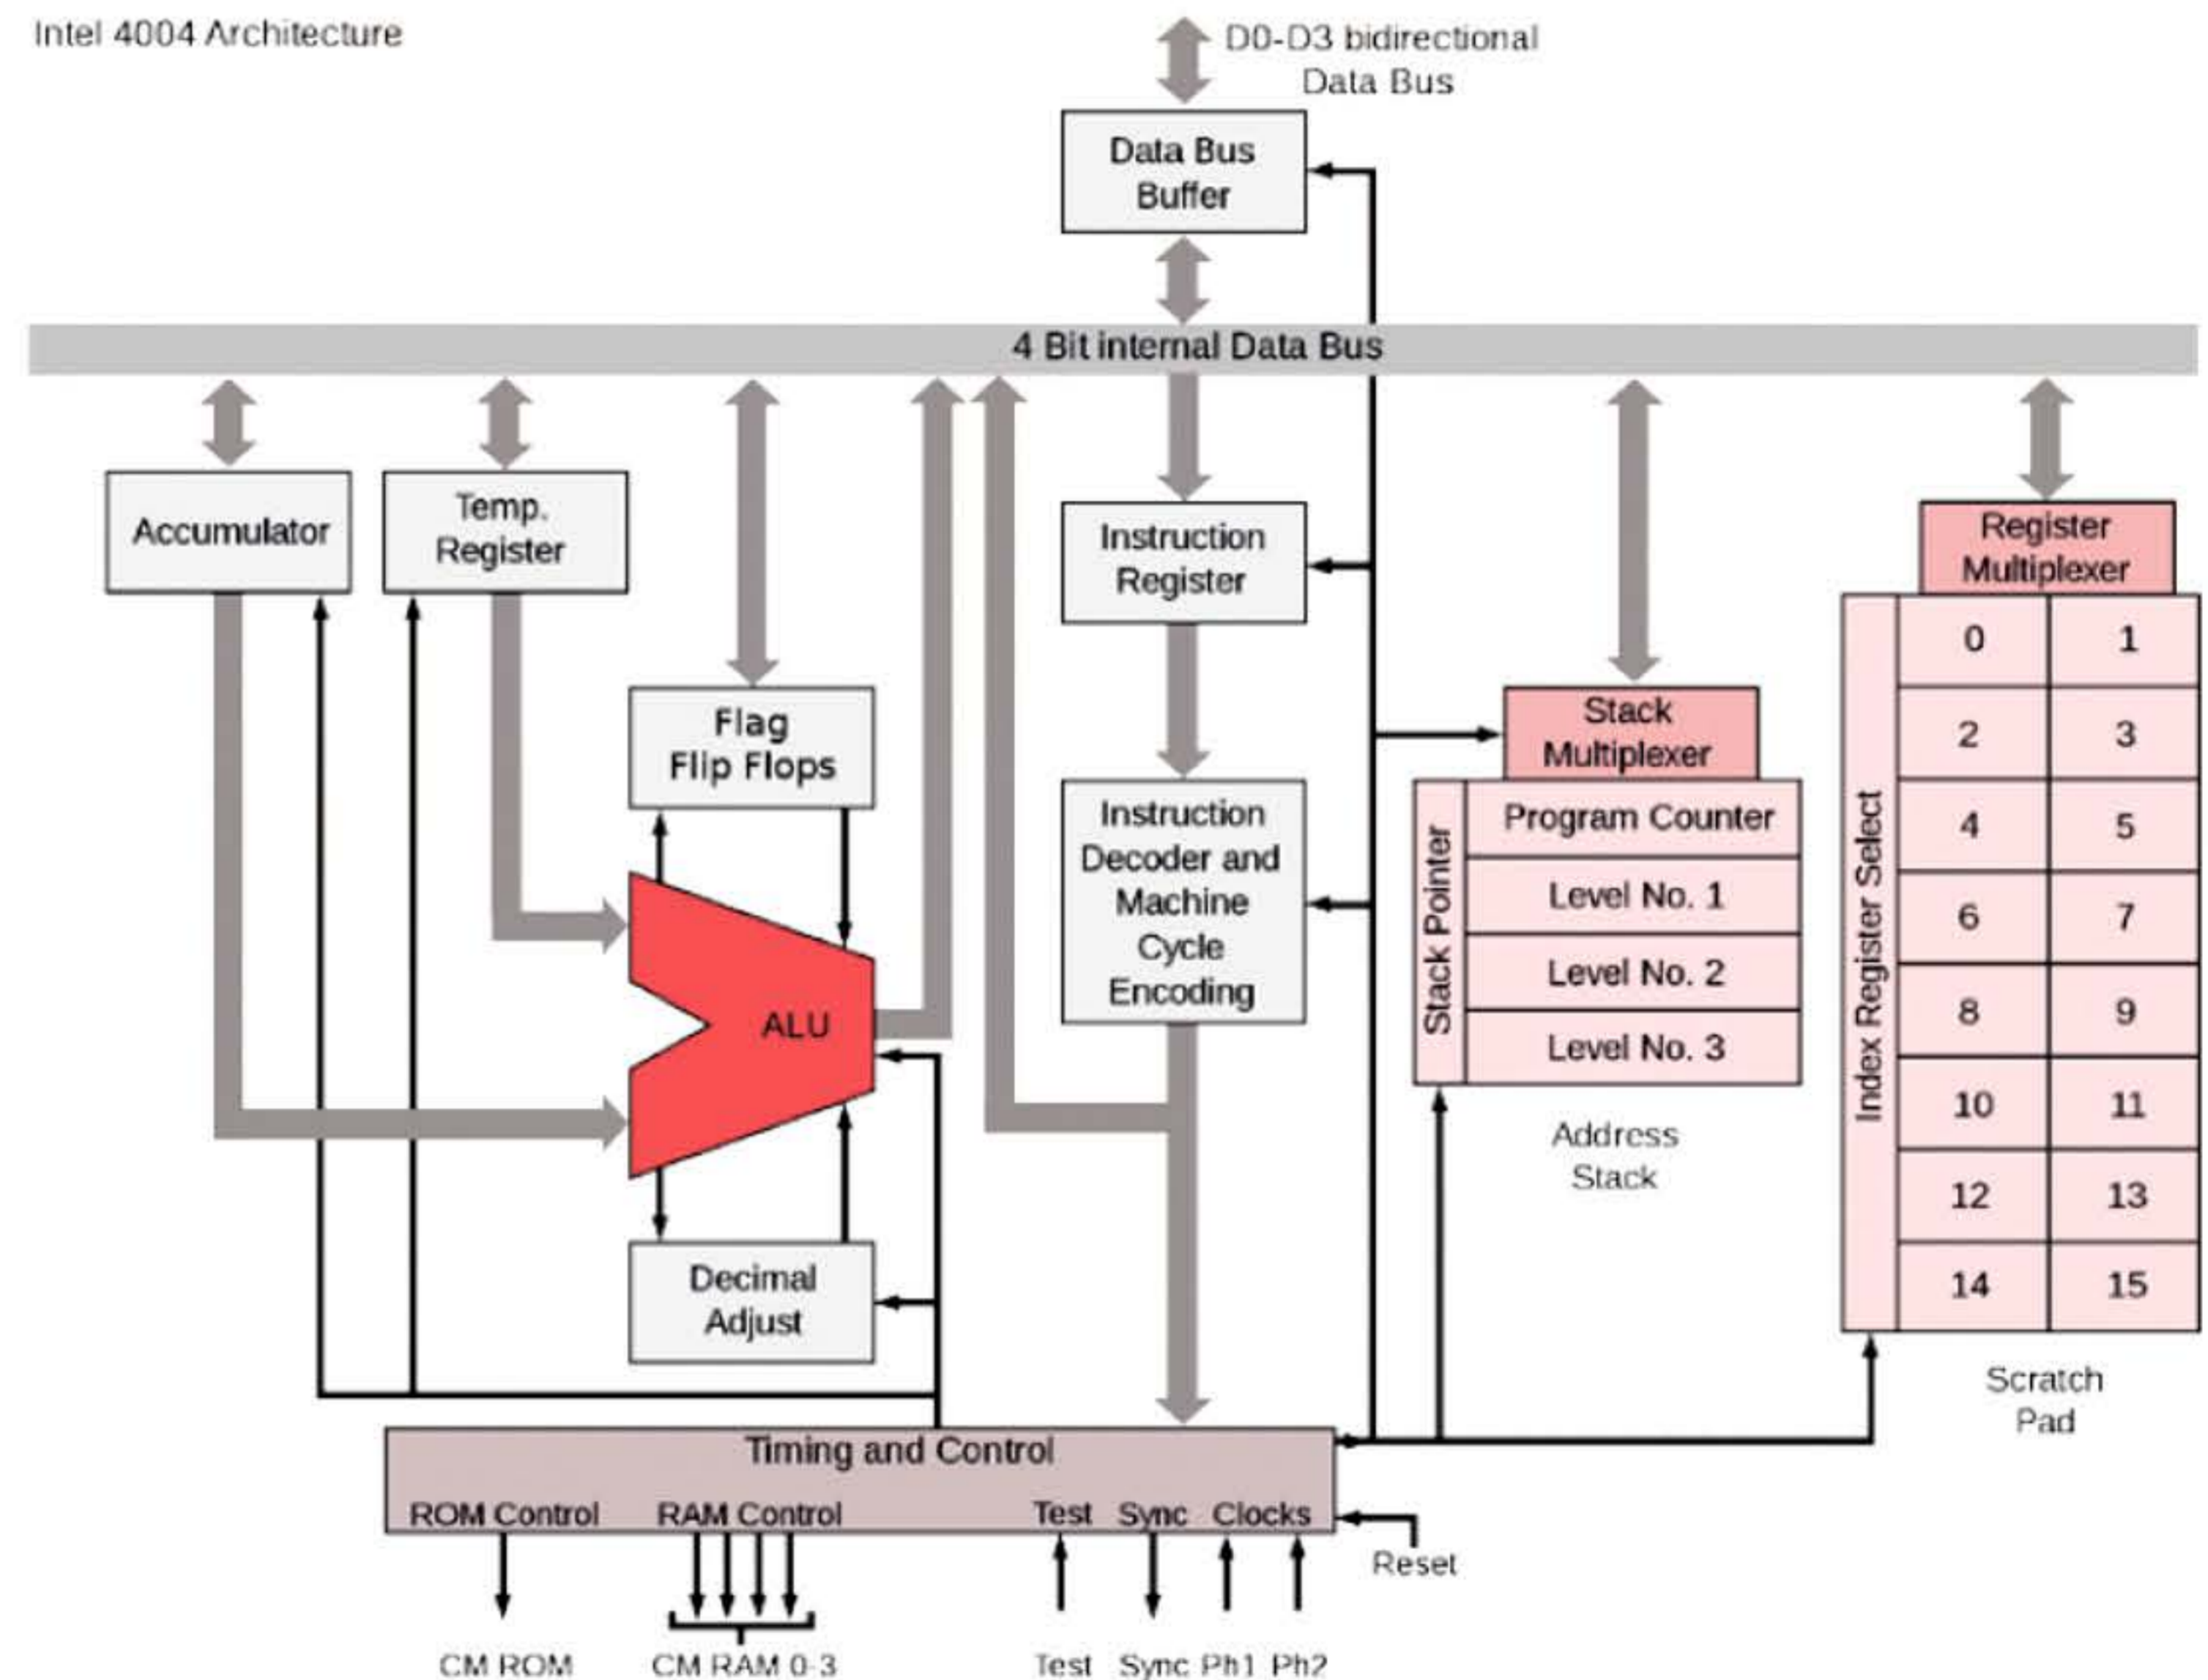 Intel 4004 Architecture
D0-D3 bidirectional
Data Bus
Data Bus
Buffer
4 Bit internal Data Bus
Accumulator
Temp.
Register
Flag
Flip Flops
ALU
Decimal
Adjust
Instruction
Register
Instruction
Decoder and
Machine
Cycle
Encoding
Stack
Multiplexer
Stack Pointer
Program Counter
Level No. 1
Level No. 2
Level No. 3
Address
Stack
Register
Multiplexer
Index Register Select
0 1
2 3
4 5
6 7
8 9
10 11
12 13
14 15
Scratch
Pad
Timing and Control
ROM Control RAM Control Test Sync Clocks
Reset
CM ROM CM RAM 0-3 Test Sync Ph1 Ph2